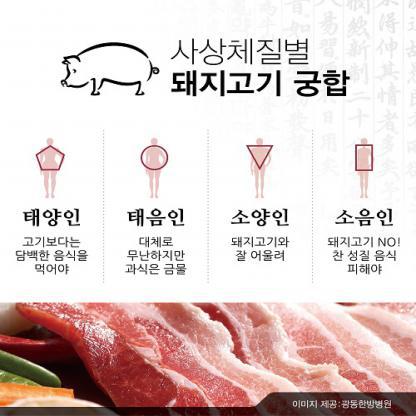 사상체질별
돼지고기 궁합
태양인
고기보다는
담백한 음식을
먹어야
태음인
대체로
무난하지만
과식은 금물
소양인
돼지고기와
잘 어울려
소음인
돼지고기 NO!
찬 성질 음식
피해야
이미지 제공:광동한방병원